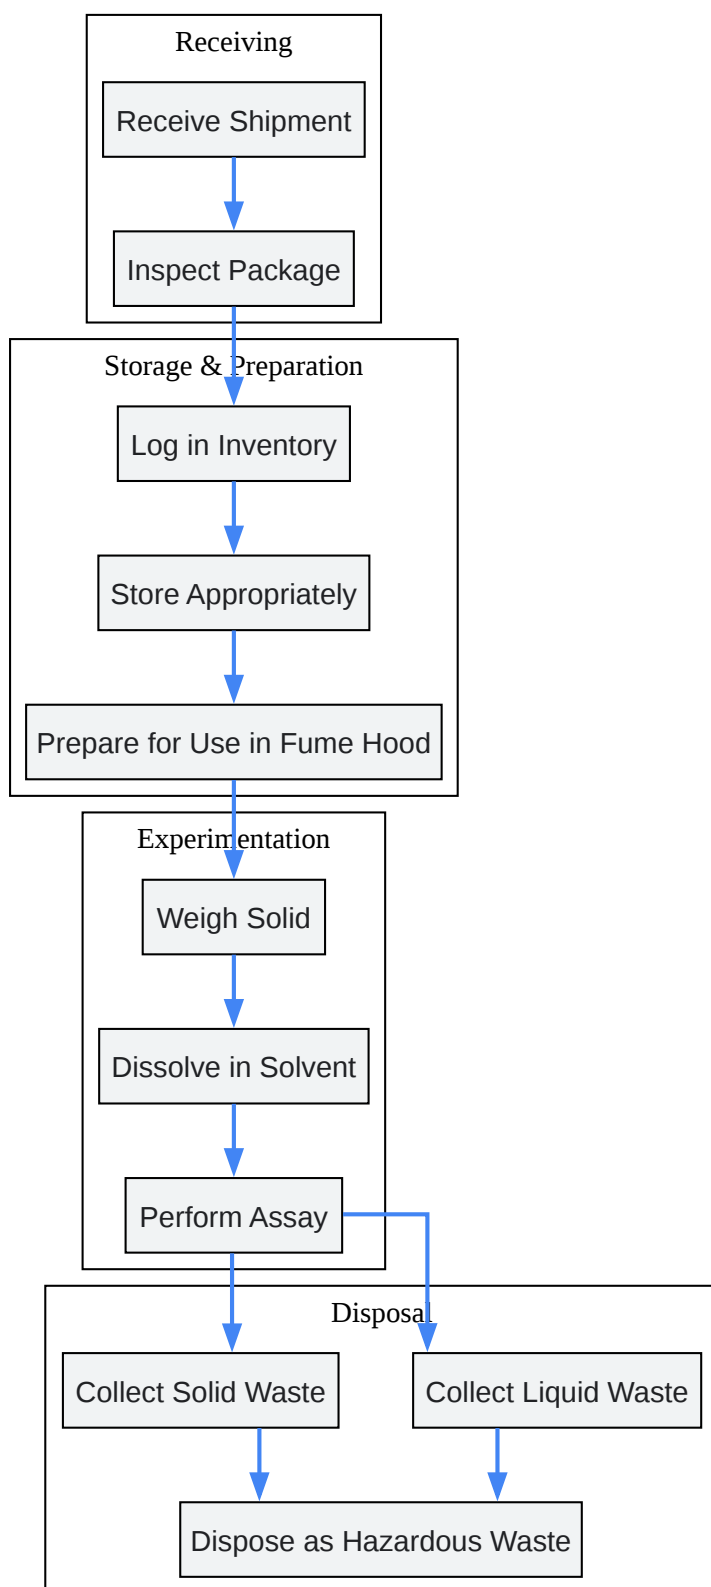 Receiving
Receive Shipment
Inspect Package
Storage & Preparation
Log in Inventory
Store Appropriately
Prepare for Use in Fume Hood
Experimentation
Weigh Solid
Dissolve in Solvent
Perform Assay
Disposal
Collect Solid Waste
Collect Liquid Waste
Dispose as Hazardous Waste